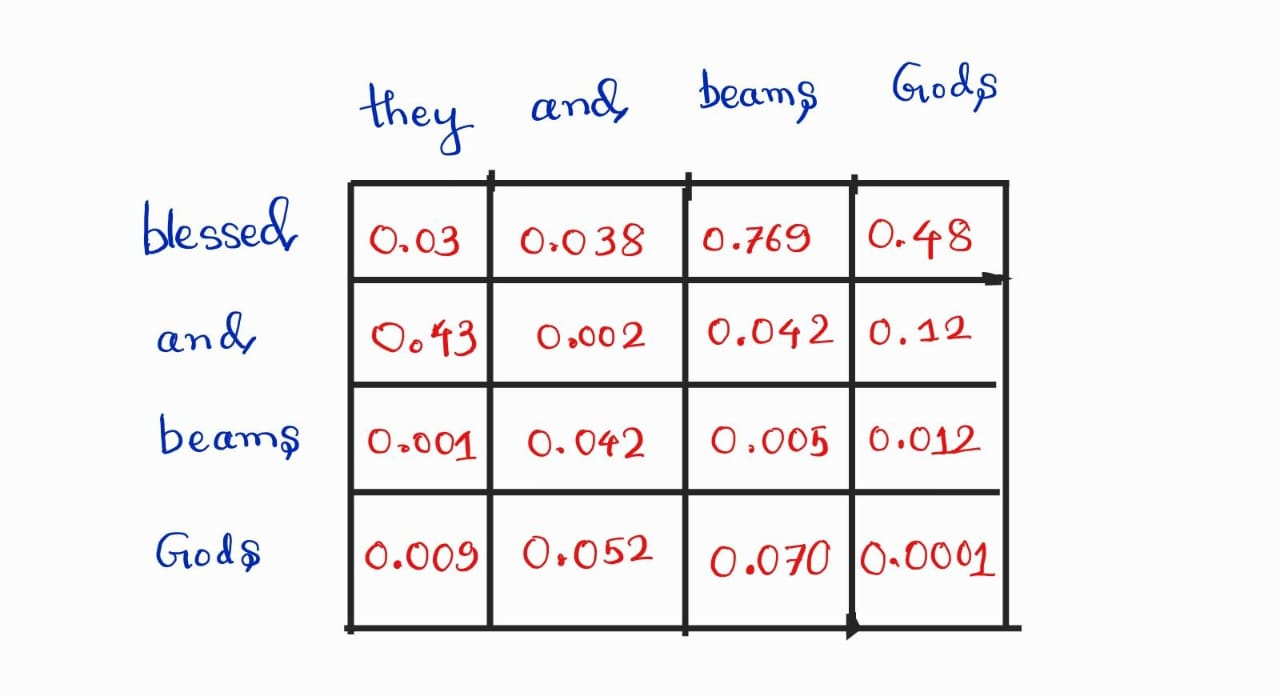 they and beams Gods
blessed 0.03 0.038 0.769 0.48
and 0.43 0.002 0.042 0.12
beams 0.001 0.042 0.005 0.012
Gods 0.009 0.052 0.070 0.0001